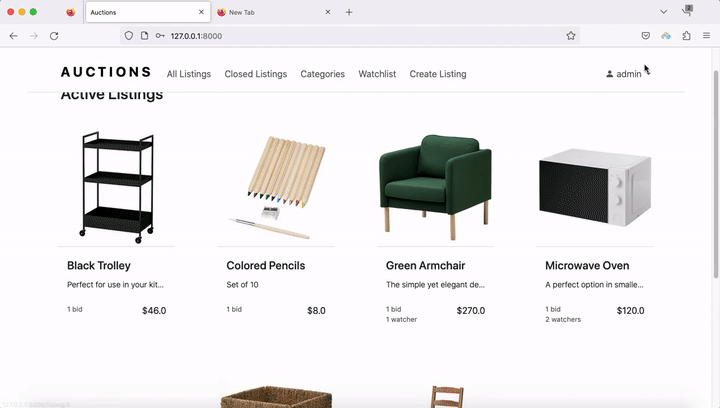 Auctions
New Tab
127.0.0.1:8000
2
AUCTIONS
All Listings
Closed Listings
Categories
Watchlist
Create Listing
admin
Active Listings
Black Trolley
Perfect for use in your kit...
1 bid
$46.0
Colored Pencils
Set of 10
1 bid
$8.0
Green Armchair
The simple yet elegant de...
1 bid
1 watcher
$270.0
Microwave Oven
A perfect option in smalle...
1 bid
2 watchers
$120.0